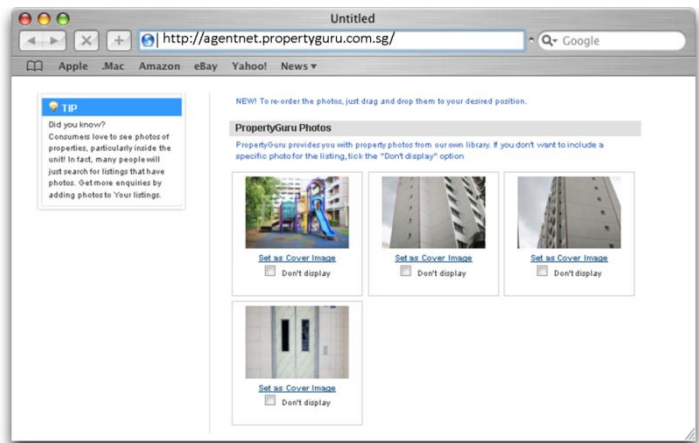 Untitled
http://agentnet.propertyguru.com.sg/
Google
Apple .Mac Amazon eBay Yahoo! News
TIP
Did you know?
Consumers love to see photos of
properties, particularly inside the
unit! In fact, many people will
just search for listings that have
photos. Get more enquiries by
adding photos to Your listings.
NEW! To re-order the photos, just drag and drop them to your desired position.
PropertyGuru Photos
PropertyGuru provides you with property photos from our own library. If you don't want to include a
specific photo for the listing, tick the "Don't display" option
Set as Cover Image
Don't display
Set as Cover Image
Don't display
Set as Cover Image
Don't display
Set as Cover Image
Don't display